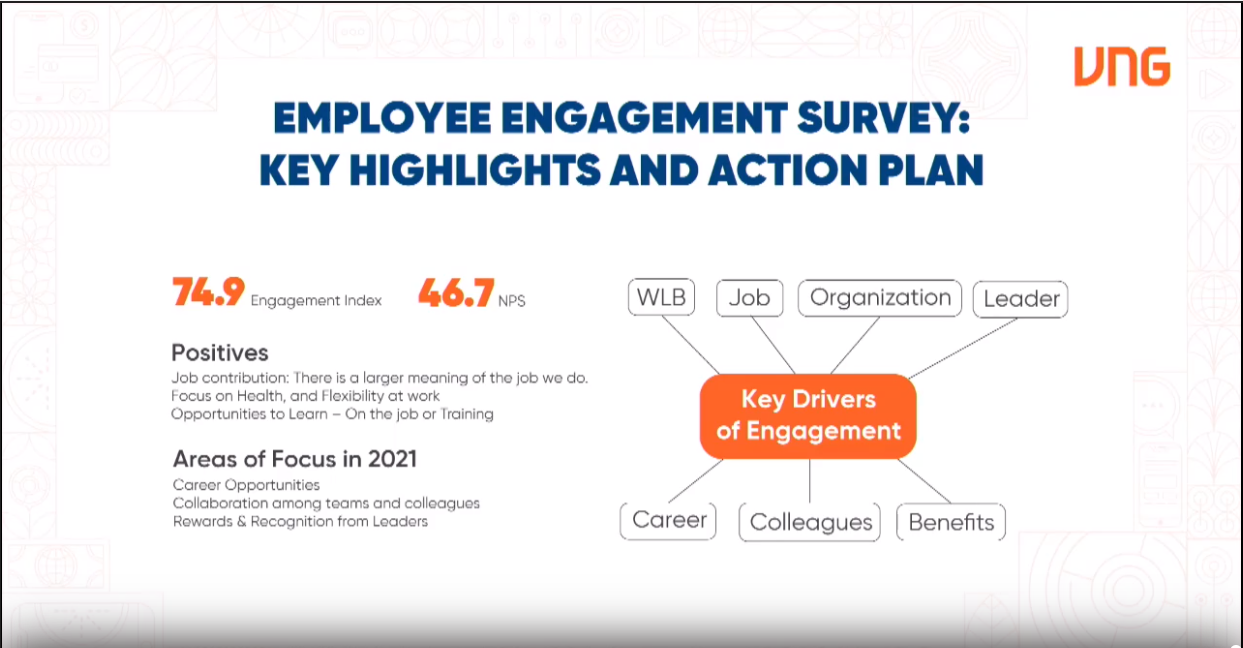 VNG
EMPLOYEE ENGAGEMENT SURVEY:
KEY HIGHLIGHTS AND ACTION PLAN
74.9 Engagement Index 46.7 NPS
Positives
Job contribution: There is a larger meaning of the job we do.
Focus on Health, and Flexibility at work
Opportunities to Learn – On the job or Training
Areas of Focus in 2021
Career Opportunities
Collaboration among teams and colleagues
Rewards & Recognition from Leaders
WLB Job Organization Leader
Key Drivers
of Engagement
Career Colleagues Benefits